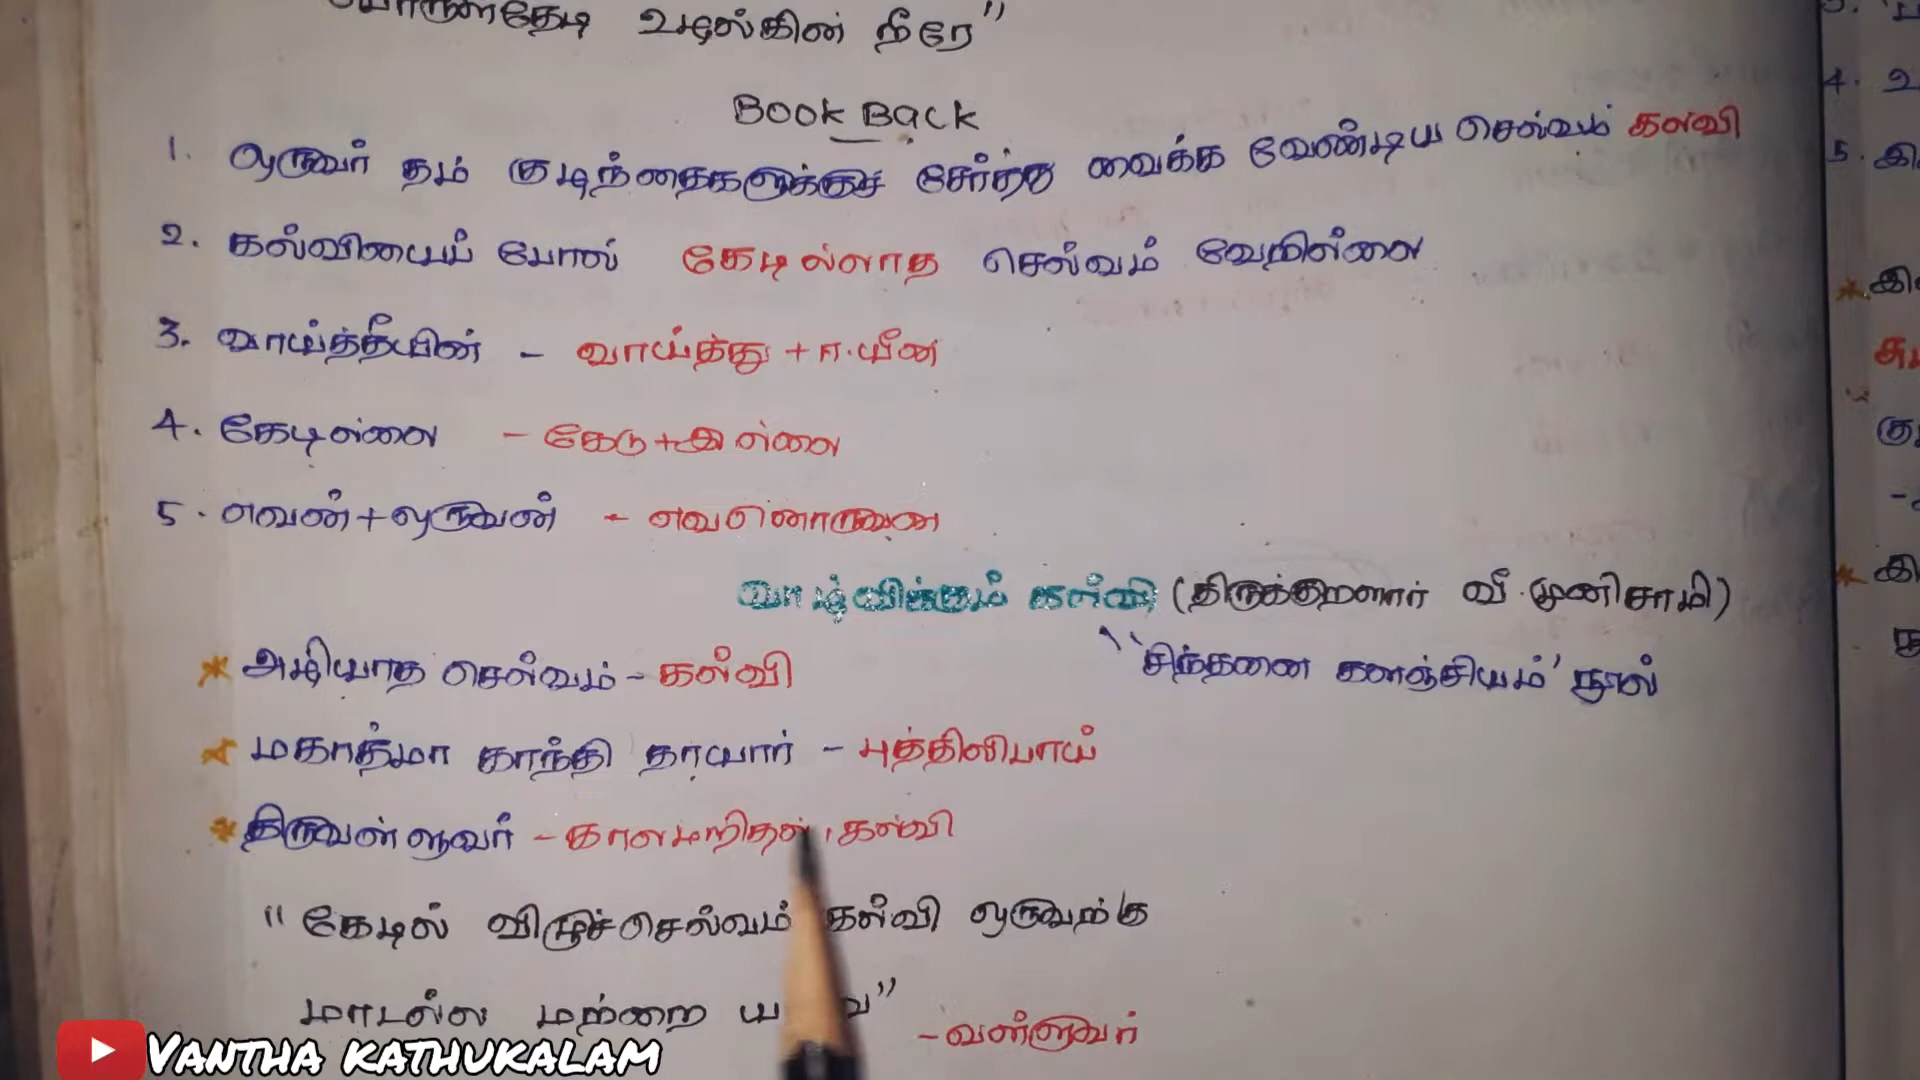 உழல்கின் நீரே"
Book Back
1. ஒருவர் தம் குழந்தைகளுக்குச் சேர்த்து வைக்க வேண்டிய செல்வம் கல்வி
2. கல்வியைப் போல் கேடில்லாத செல்வம் வேறில்லை
3. வாய்த்தீயின் - வாய்த்து + ஈயீன்
4. கேடில்லை - கேடு + இல்லை
5. எவன் + ஒருவன் - எவனொருவன்
வாழ்விக்கும் கல்வி (திருக்குறளார் வீ.முனிசாமி)
* அழியாத செல்வம் - கல்வி
``சிந்தனை களஞ்சியம்' நூல்
* மகாத்மா காந்தி தாயார் - புத்திலிபாய்
* திருவள்ளுவர் - காலமறிதல், கல்வி
" கேடில் விழுச்செல்வம் கல்வி ஒருவற்கு
மாடல்ல மற்றை
- வள்ளுவர்
VANTHA KATHUKALAM